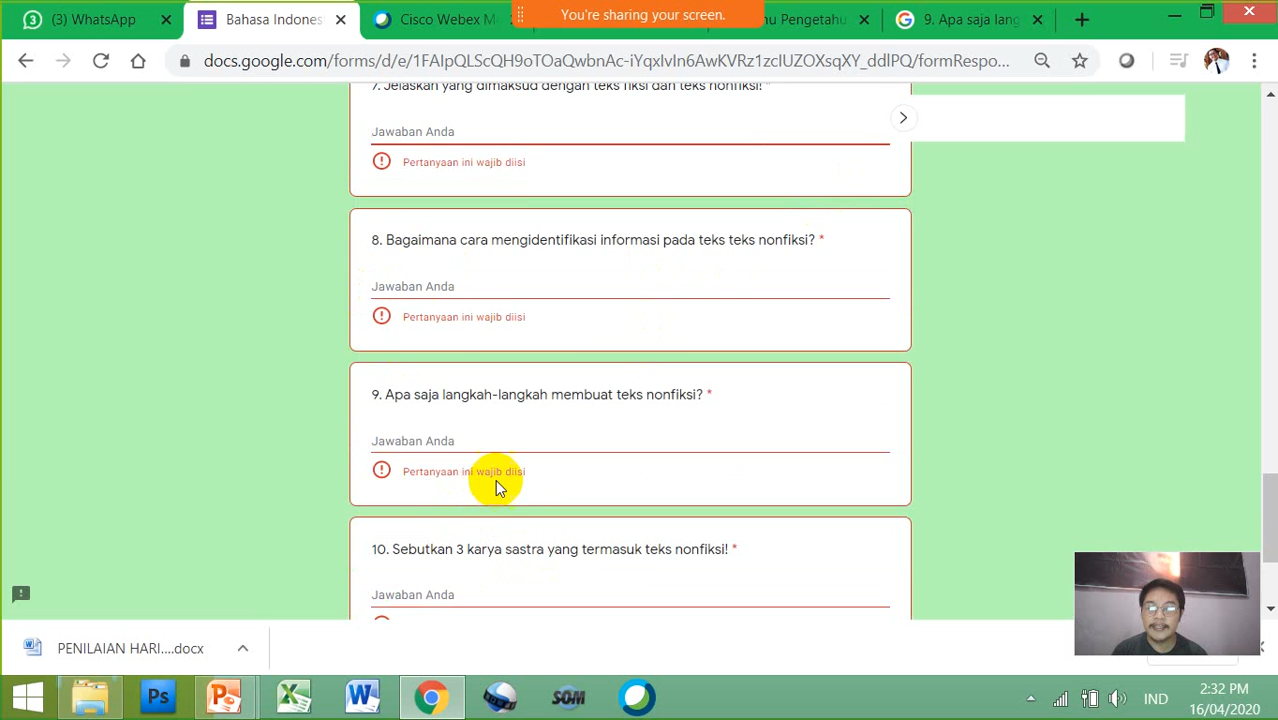 (3) WhatsApp
Bahasa Indones
Cisco Webex M
You're sharing your screen.
mu Pengetahu
9. Apa saja lang
docs.google.com/forms/d/e/1FAIpQLScQH9oTOaQwbnAc-iYqxIvIn6AwKVRz1zcIUZOXsqXY_ddlPQ/formRespo...
7. Jelaskan yang dimaksud dengan teks fiksi dan teks nonfiksi! *
Jawaban Anda
Pertanyaan ini wajib diisi
8. Bagaimana cara mengidentifikasi informasi pada teks teks nonfiksi? *
Jawaban Anda
Pertanyaan ini wajib diisi
9. Apa saja langkah-langkah membuat teks nonfiksi? *
Jawaban Anda
Pertanyaan ini wajib diisi
10. Sebutkan 3 karya sastra yang termasuk teks nonfiksi! *
Jawaban Anda
PENILAIAN HARI....docx
Ps
SOM
IND
2:32 PM
16/04/2020